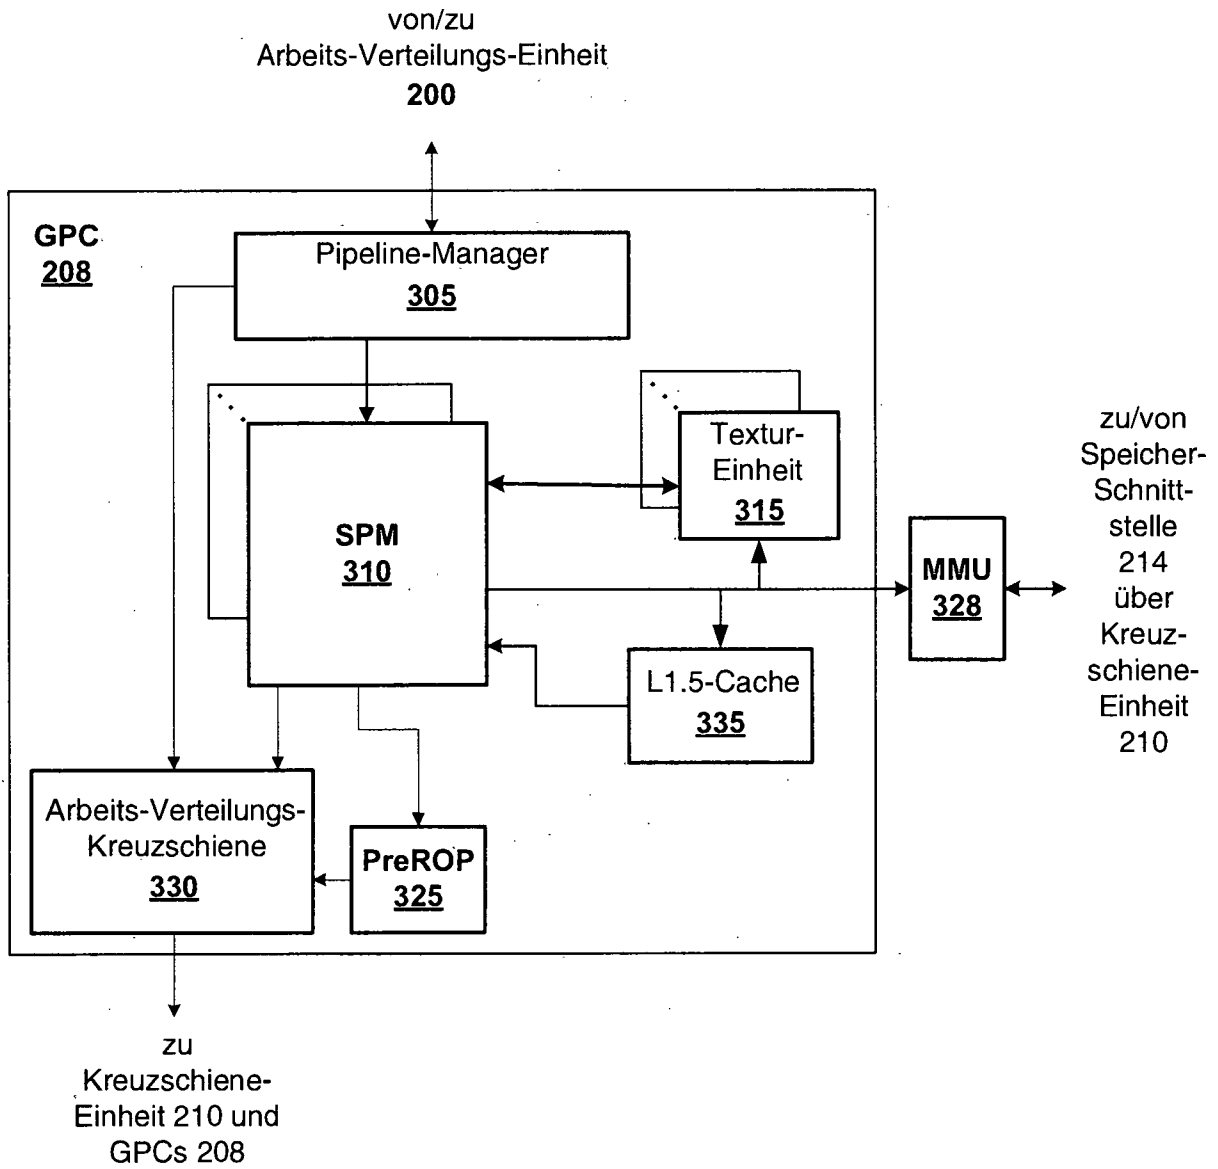 von/zu
Arbeits-Verteilungs-Einheit
200
GPC
208
Pipeline-Manager
305
Textur-
Einheit
315
SPM
310
MMU
328
zu/von
Speicher-
Schnitt-
stelle
214
über
Kreuz-
schiene-
Einheit
210
L1.5-Cache
335
Arbeits-Verteilungs-
Kreuzschiene
330
PreROP
325
zu
Kreuzschiene-
Einheit 210 und
GPCs 208